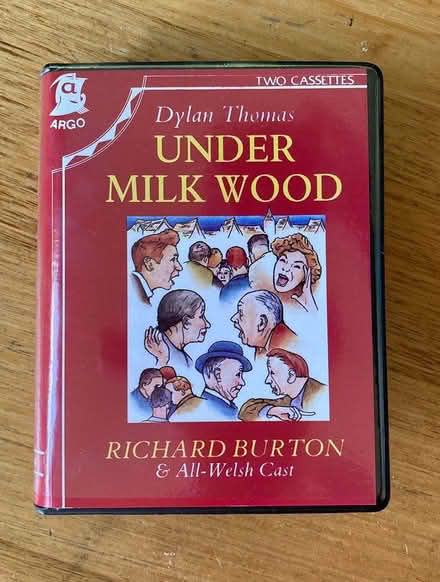 TWO CASSETTES
a
ARGO
Dylan Thomas
UNDER
MILK WOOD
RICHARD BURTON
& All-Welsh Cast